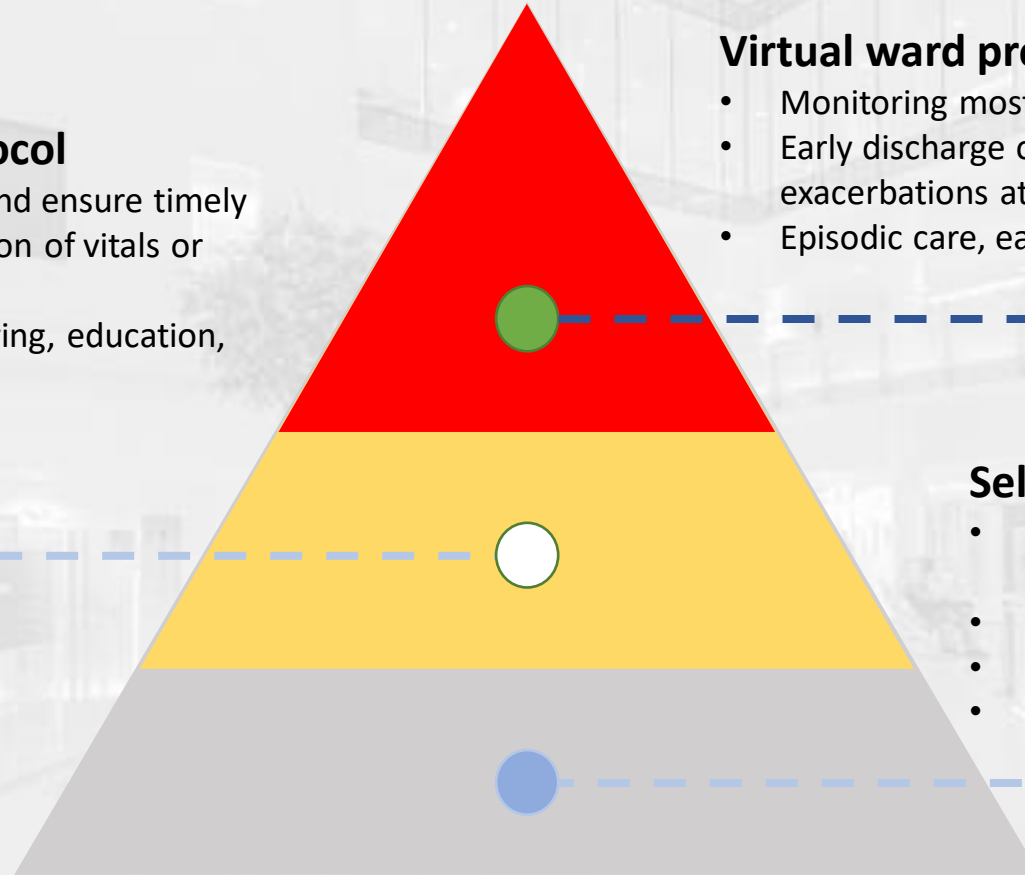 ocol
nd ensure timely
on of vitals or
ing, education,
Virtual ward pro
• Monitoring most
• Early discharge o
exacerbations at
• Episodic care, ea
Sel
•
•
•
•